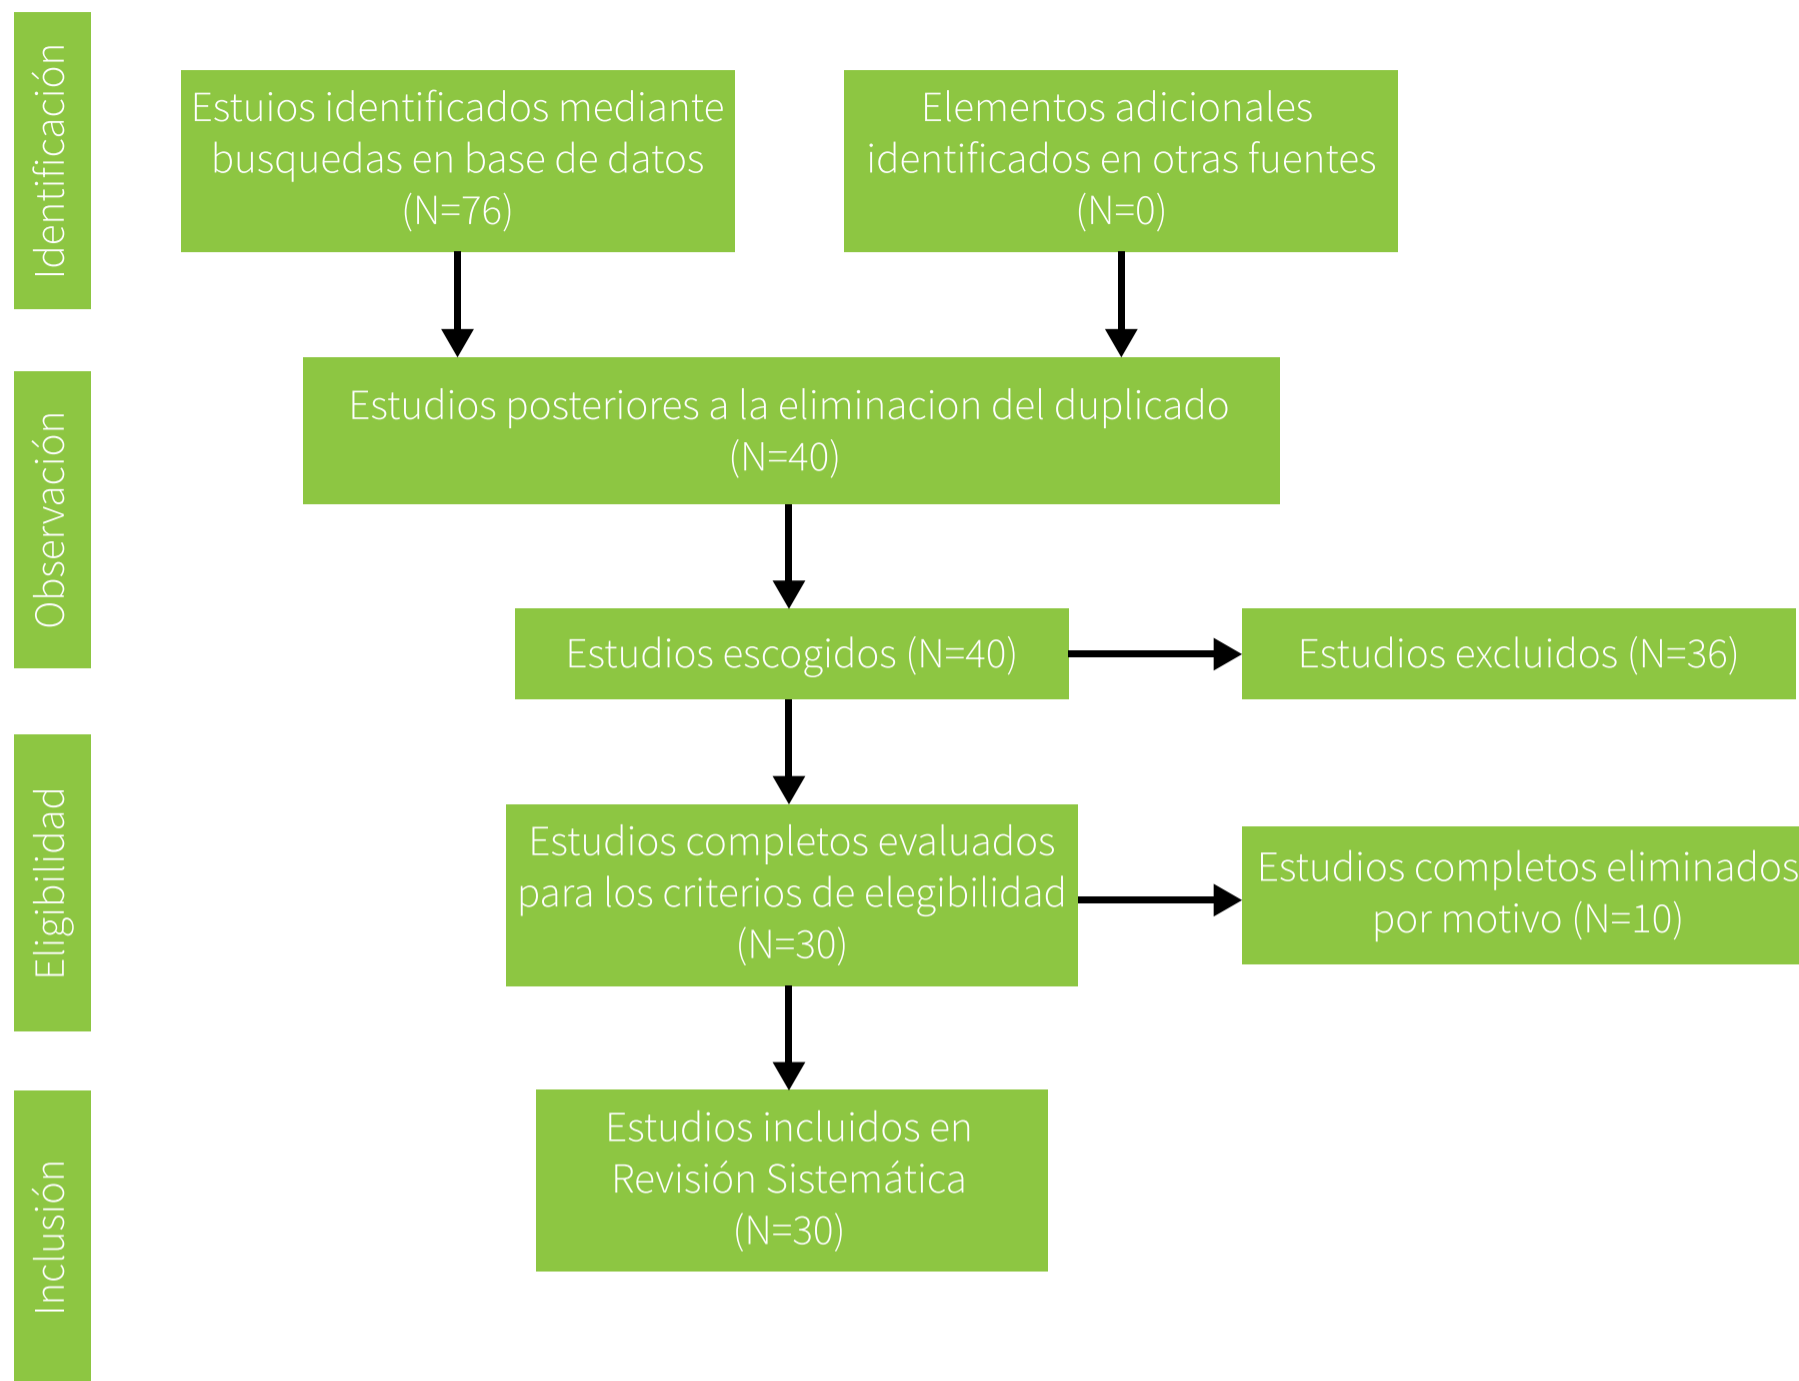 Identificación
Estuios identificados mediante
busquedas en base de datos
(N=76)
Elementos adicionales
identificados en otras fuentes
(N=0)
Observación
Estudios posteriores a la eliminacion del duplicado
(N=40)
Estudios escogidos (N=40)
Estudios excluidos (N=36)
Eligibilidad
Estudios completos evaluados
para los criterios de elegibilidad
(N=30)
Estudios completos eliminados
por motivo (N=10)
Inclusión
Estudios incluidos en
Revisión Sistemática
(N=30)